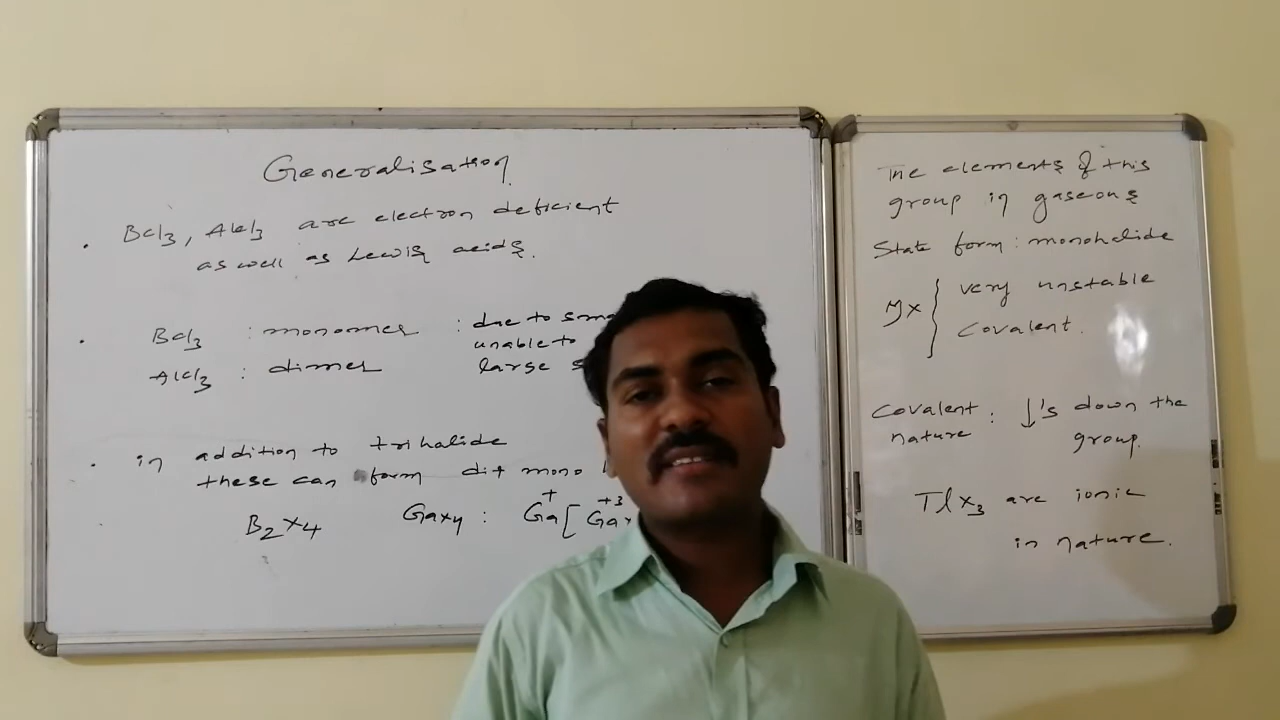 Generalisation
. BCl3, AlCl3 are electron deficient
as well as Lewis acids.
. BCl3 : monomer : due to
AlCl3 : dimer unable to
large
. in addition to trihalide
these can form di + mono
B2X4 GaX4 : Ga+ [Ga+3
The elements of this
group in gaseous
State form : monohalide
MX { very unstable
covalent.
Covalent nature : ↓'s down the
group.
TlX3 are ionic
in nature.